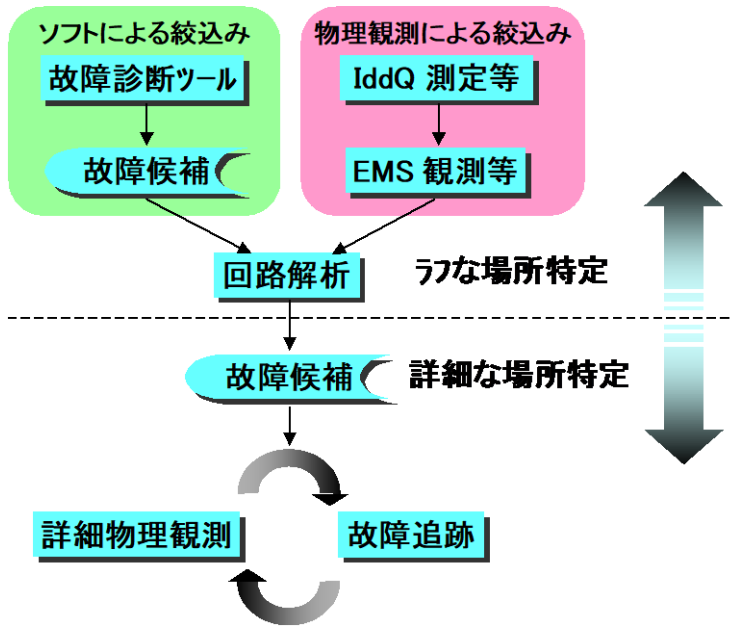 ソフトによる絞込み
故障診断ツール
故障候補
物理観測による絞込み
IddQ 測定等
EMS 観測等
回路解析
ラフな場所特定
故障候補
詳細な場所特定
詳細物理観測
故障追跡